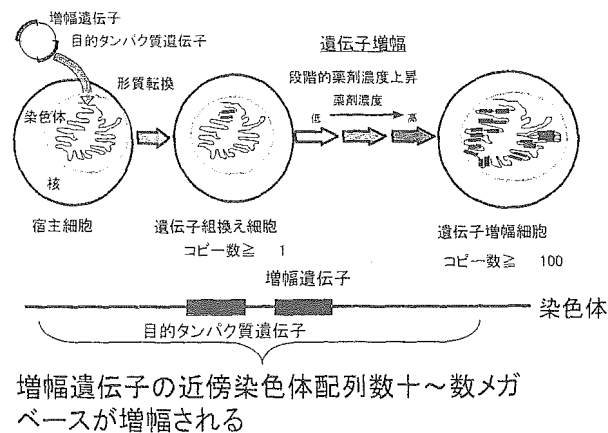 増幅遺伝子
目的タンパク質遺伝子
遺伝子増幅
形質転換
段階的薬剤濃度上昇
薬剤濃度
低
高
染色体
核
宿主細胞
遺伝子組換え細胞
コピー数≧ 1
遺伝子増幅細胞
コピー数≧ 100
増幅遺伝子
染色体
目的タンパク質遺伝子
増幅遺伝子の近傍染色体配列数十～数メガ
ベースが増幅される